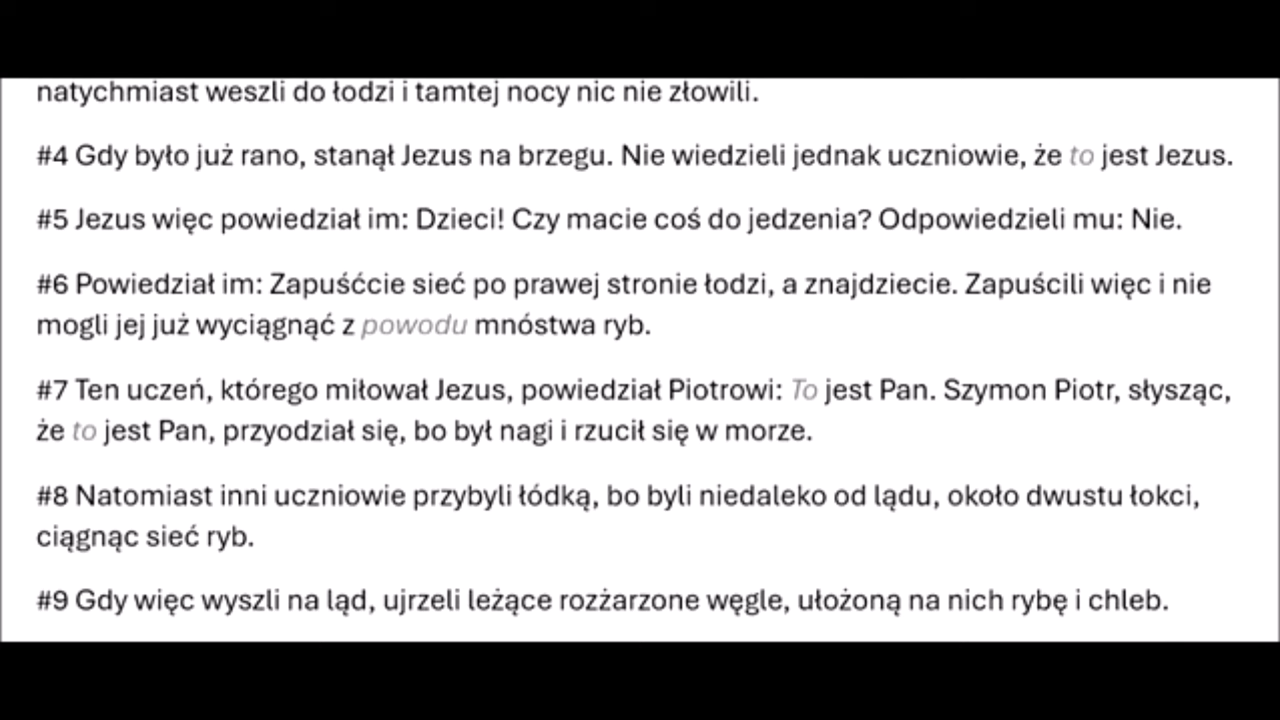 natychmiast weszli do łodzi i tamtej nocy nic nie złowili.
#4 Gdy było już rano, stanął Jezus na brzegu. Nie wiedzieli jednak uczniowie, że to jest Jezus.
#5 Jezus więc powiedział im: Dzieci! Czy macie coś do jedzenia? Odpowiedzieli mu: Nie.
#6 Powiedział im: Zapuśćcie sieć po prawej stronie łodzi, a znajdziecie. Zapuścili więc i nie
mogli jej już wyciągnąć z powodu mnóstwa ryb.
#7 Ten uczeń, którego miłował Jezus, powiedział Piotrowi: To jest Pan. Szymon Piotr, słysząc,
że to jest Pan, przyodział się, bo był nagi i rzucił się w morze.
#8 Natomiast inni uczniowie przybyli łódką, bo byli niedaleko od lądu, około dwustu łokci,
ciągnąc sieć ryb.
#9 Gdy więc wyszli na ląd, ujrzeli leżące rozżarzone węgle, ułożoną na nich rybę i chleb.